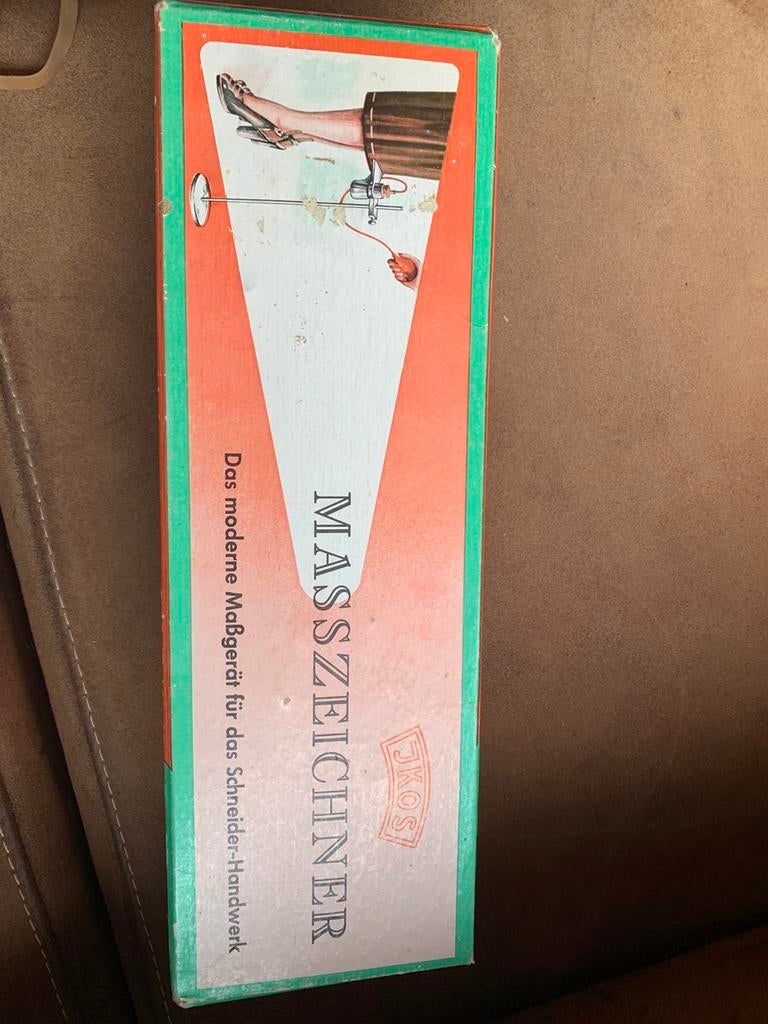 JKOS
MASSZEICHNER
Das moderne Maßgerät für das Schneider-Handwerk